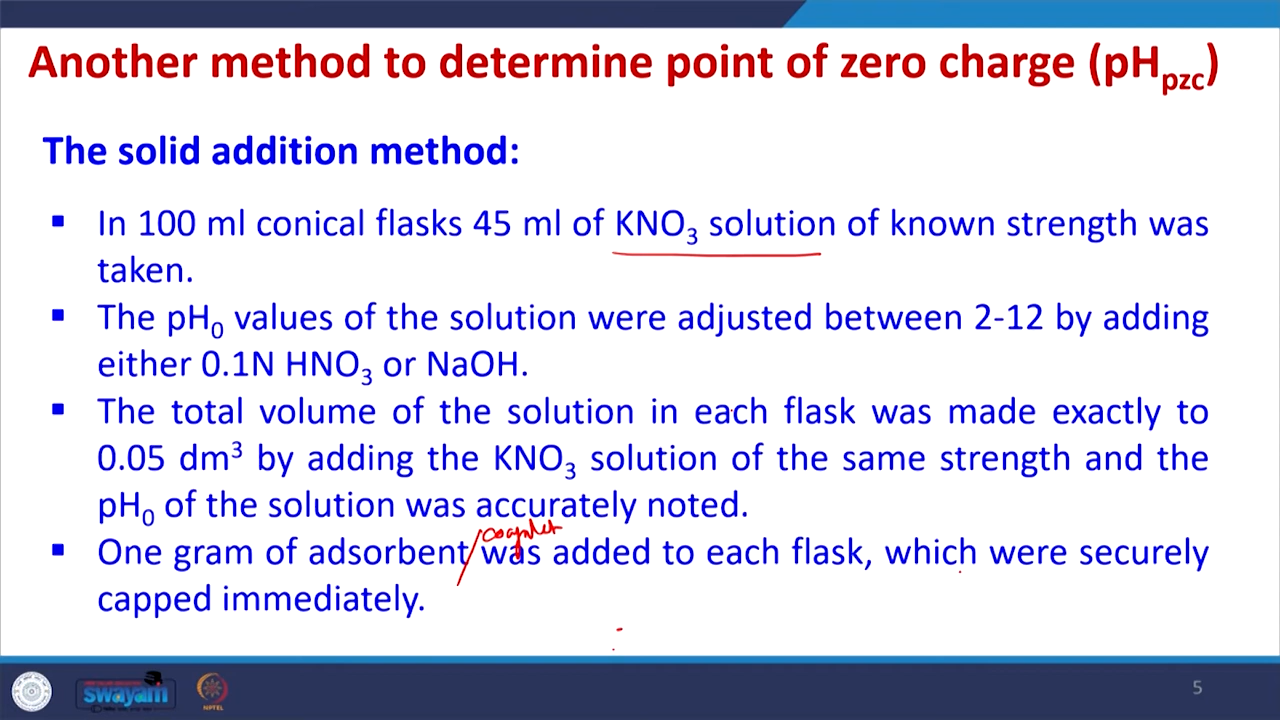 Another method to determine point of zero charge (pHpzc)
The solid addition method:
▪ In 100 ml conical flasks 45 ml of KNO₃ solution of known strength was
taken.
▪ The pH₀ values of the solution were adjusted between 2-12 by adding
either 0.1N HNO₃ or NaOH.
▪ The total volume of the solution in each flask was made exactly to
0.05 dm³ by adding the KNO₃ solution of the same strength and the
pH₀ of the solution was accurately noted.
▪ One gram of adsorbent was added to each flask, which were securely
capped immediately.
swayam
NPTEL
5